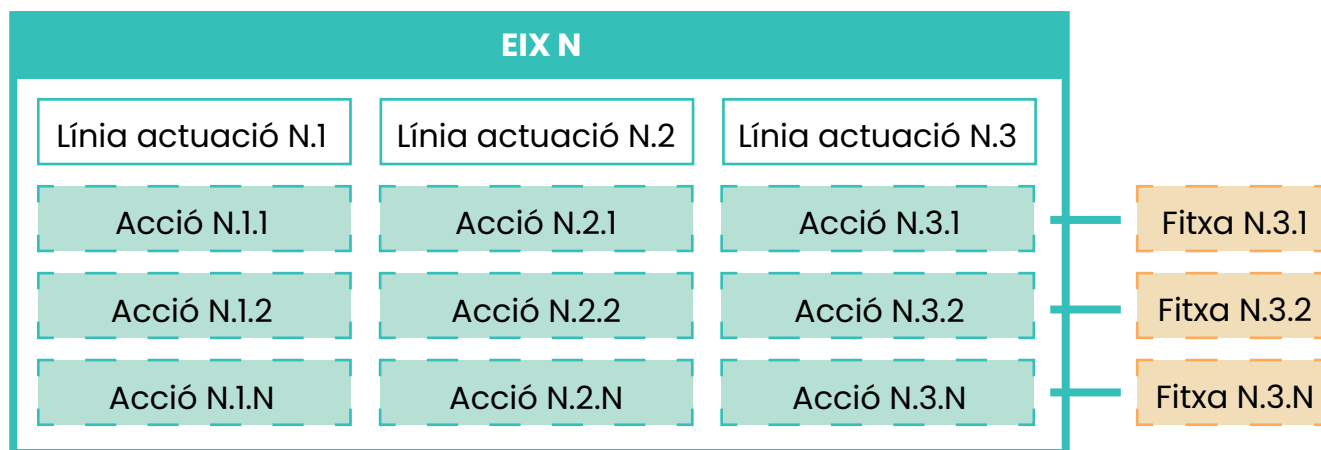 EIX N
Línia actuació N.1 Línia actuació N.2 Línia actuació N.3
Acció N.1.1 Acció N.2.1 Acció N.3.1 Fitxa N.3.1
Acció N.1.2 Acció N.2.2 Acció N.3.2 Fitxa N.3.2
Acció N.1.N Acció N.2.N Acció N.3.N Fitxa N.3.N